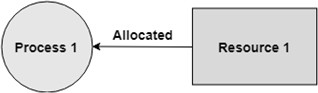 Allocated
Process 1
Resource 1